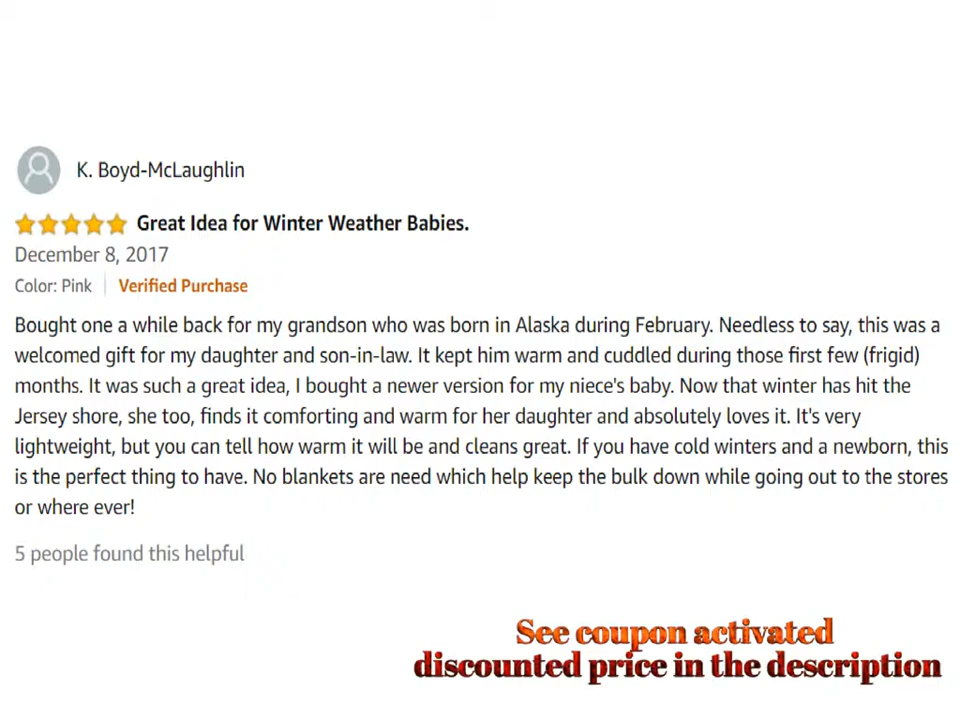 K. Boyd-McLaughlin
Great Idea for Winter Weather Babies.
December 8, 2017
Color: Pink Verified Purchase
Bought one a while back for my grandson who was born in Alaska during February. Needless to say, this was a
welcomed gift for my daughter and son-in-law. It kept him warm and cuddled during those first few (frigid)
months. It was such a great idea, I bought a newer version for my niece's baby. Now that winter has hit the
Jersey shore, she too, finds it comforting and warm for her daughter and absolutely loves it. It's very
lightweight, but you can tell how warm it will be and cleans great. If you have cold winters and a newborn, this
is the perfect thing to have. No blankets are need which help keep the bulk down while going out to the stores
or where ever!
5 people found this helpful
See coupon activated
discounted price in the description